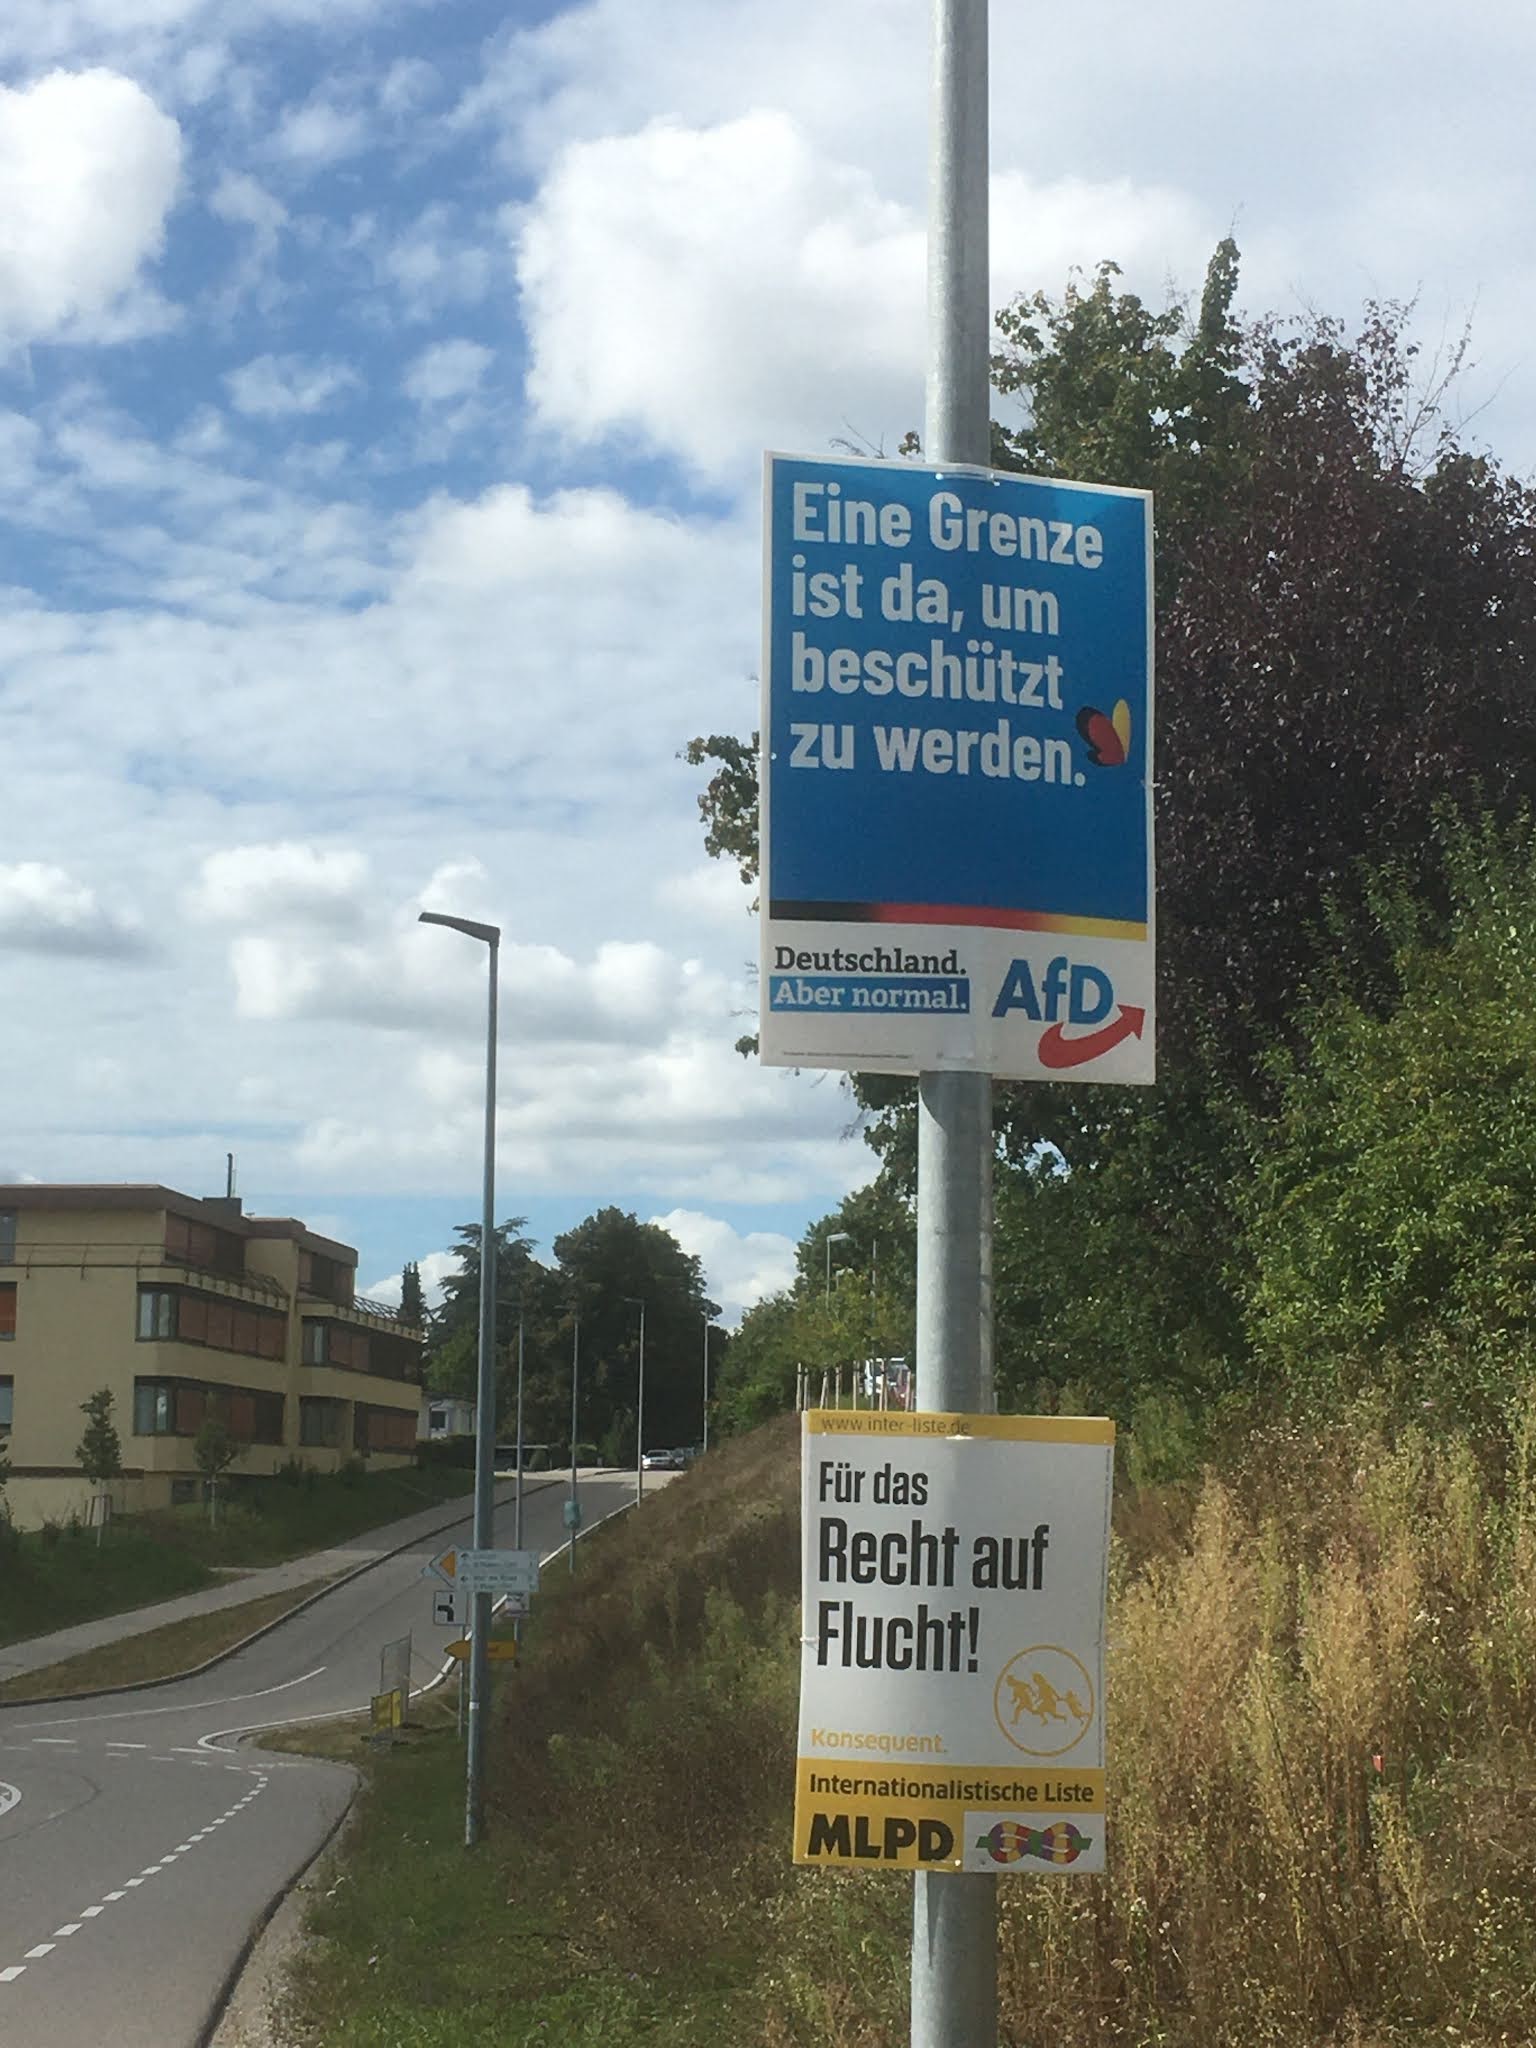 Eine Grenze
ist da, um
beschützt
zu werden.
Deutschland.
Aber normal.
AfD
www.inter-liste.de
Für das
Recht auf
Flucht!
Konsequent.
Internationalistische Liste
MLPD